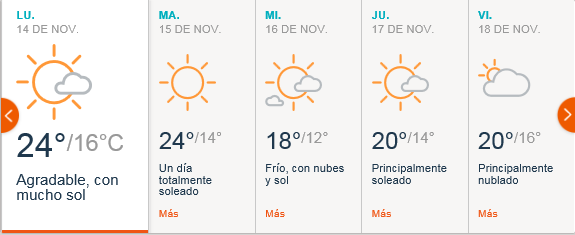 LU.
14 DE NOV.
24°/16°C
Agradable, con
mucho sol
MA.
15 DE NOV.
24°/14°
Un día
totalmente
soleado
Más
MI.
16 DE NOV.
18°/12°
Frío, con nubes
y sol
Más
JU.
17 DE NOV.
20°/14°
Principalmente
soleado
Más
VI.
18 DE NOV.
20°/16°
Principalmente
nublado
Más